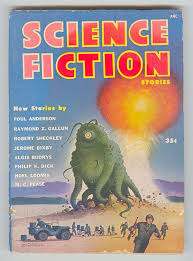 SCIENCE
FICTION
STORIES
New Stories by
POUL ANDERSON
RAYMOND Z. GALLUN
ROBERT SHECKLEY
JEROME BIXBY
ALGIS BUDRYS
PHILIP K. DICK
NOEL LOOMIS
M. C. PEASE
35¢